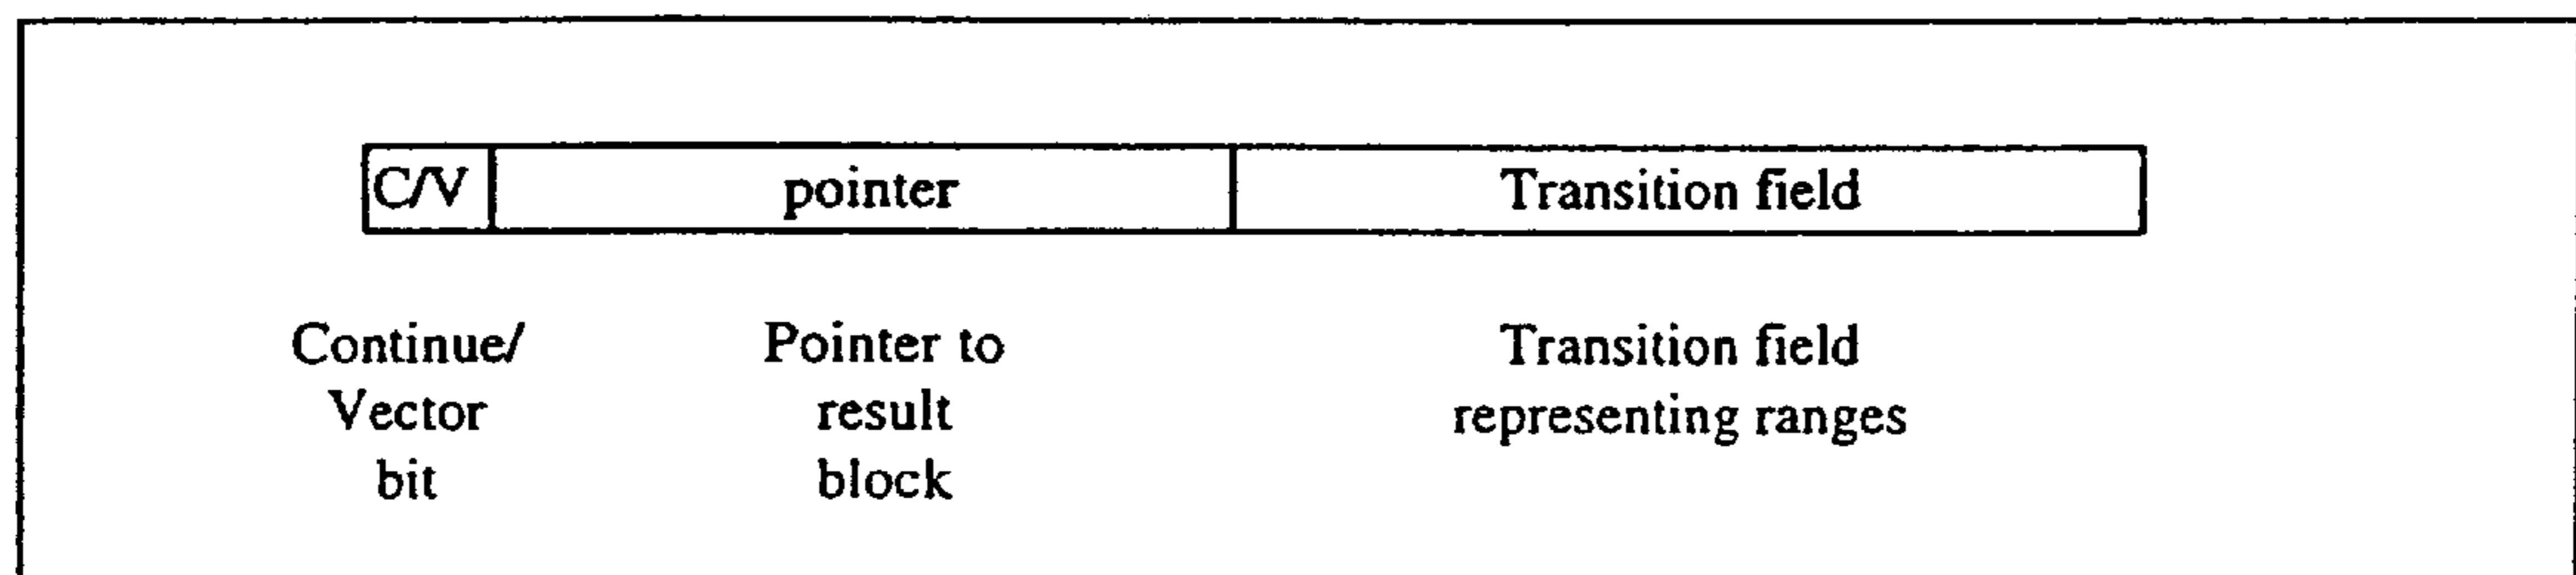 C/V pointer Transition field
Continue/ Pointer to Transition field
Vector result representing ranges
bit block